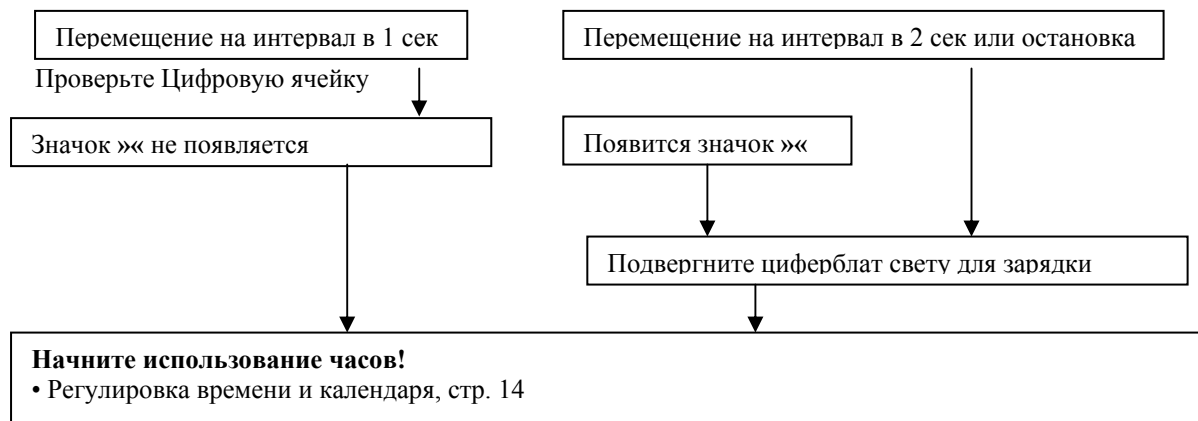 Перемещение на интервал в 1 сек
Перемещение на интервал в 2 сек или остановка
Проверьте Цифровую ячейку
Значок »« не появляется
Появится значок »«
Подвергните циферблат свету для зарядки
Начните использование часов!
• Регулировка времени и календаря, стр. 14